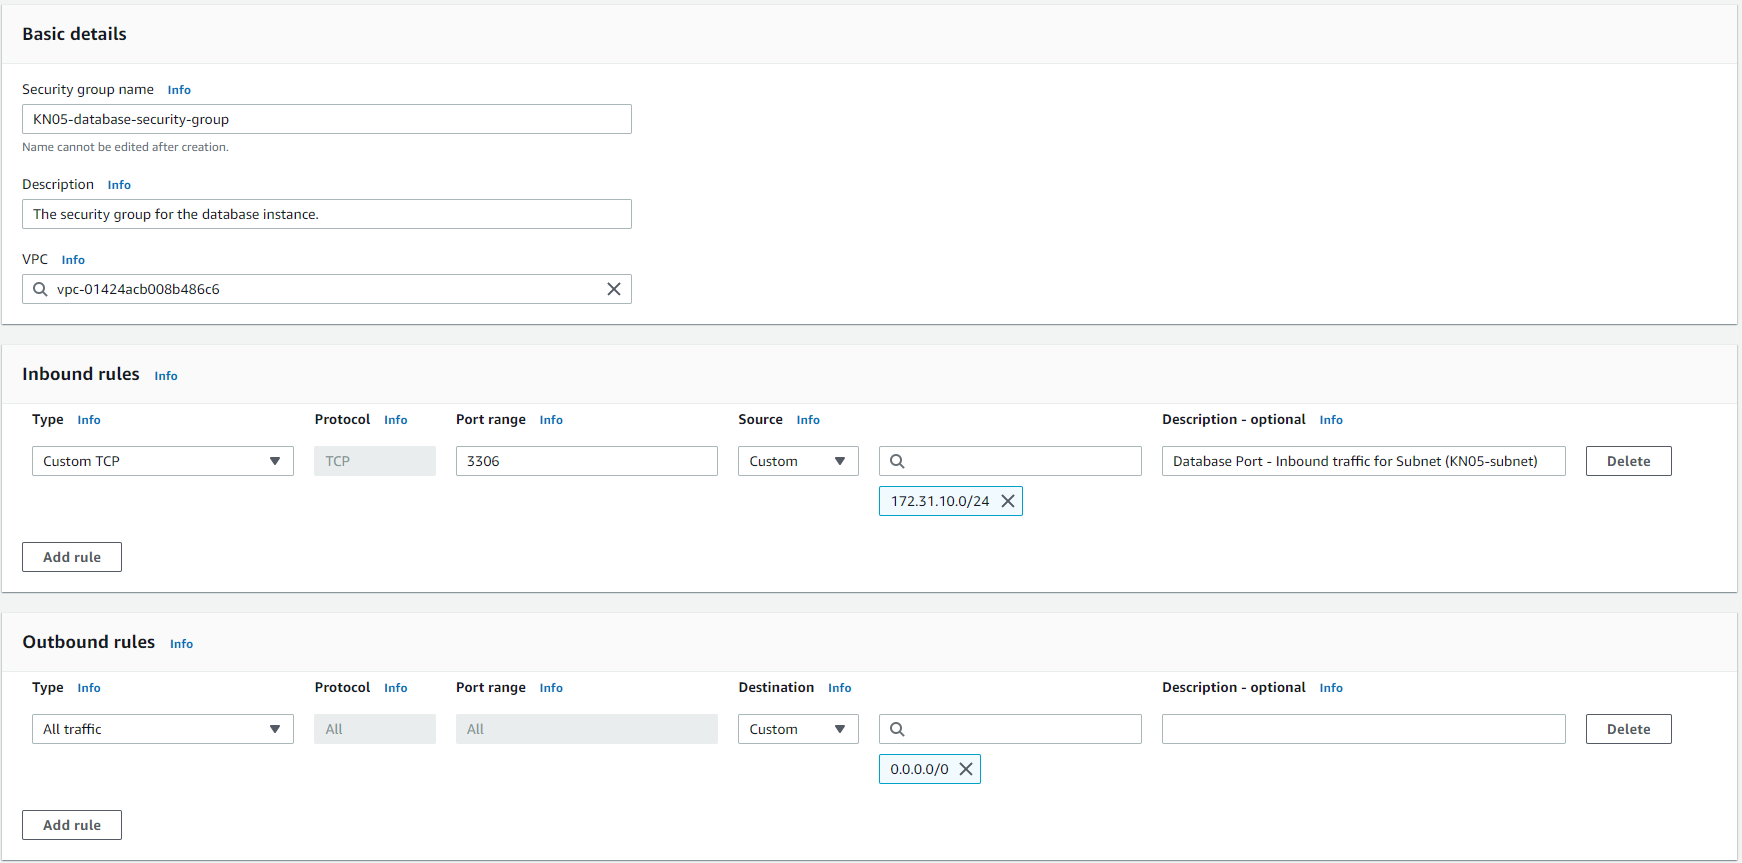 Basic details
Security group name Info
KN05-database-security-group
Name cannot be edited after creation.
Description Info
The security group for the database instance.
VPC Info
vpc-01424acb008b486c6
Inbound rules Info
Type Info Protocol Info Port range Info Source Info Description - optional Info
Custom TCP TCP 3306 Custom Database Port - Inbound traffic for Subnet (KN05-subnet) Delete
172.31.10.0/24
Add rule
Outbound rules Info
Type Info Protocol Info Port range Info Destination Info Description - optional Info
All traffic All All Custom Delete
0.0.0.0/0
Add rule